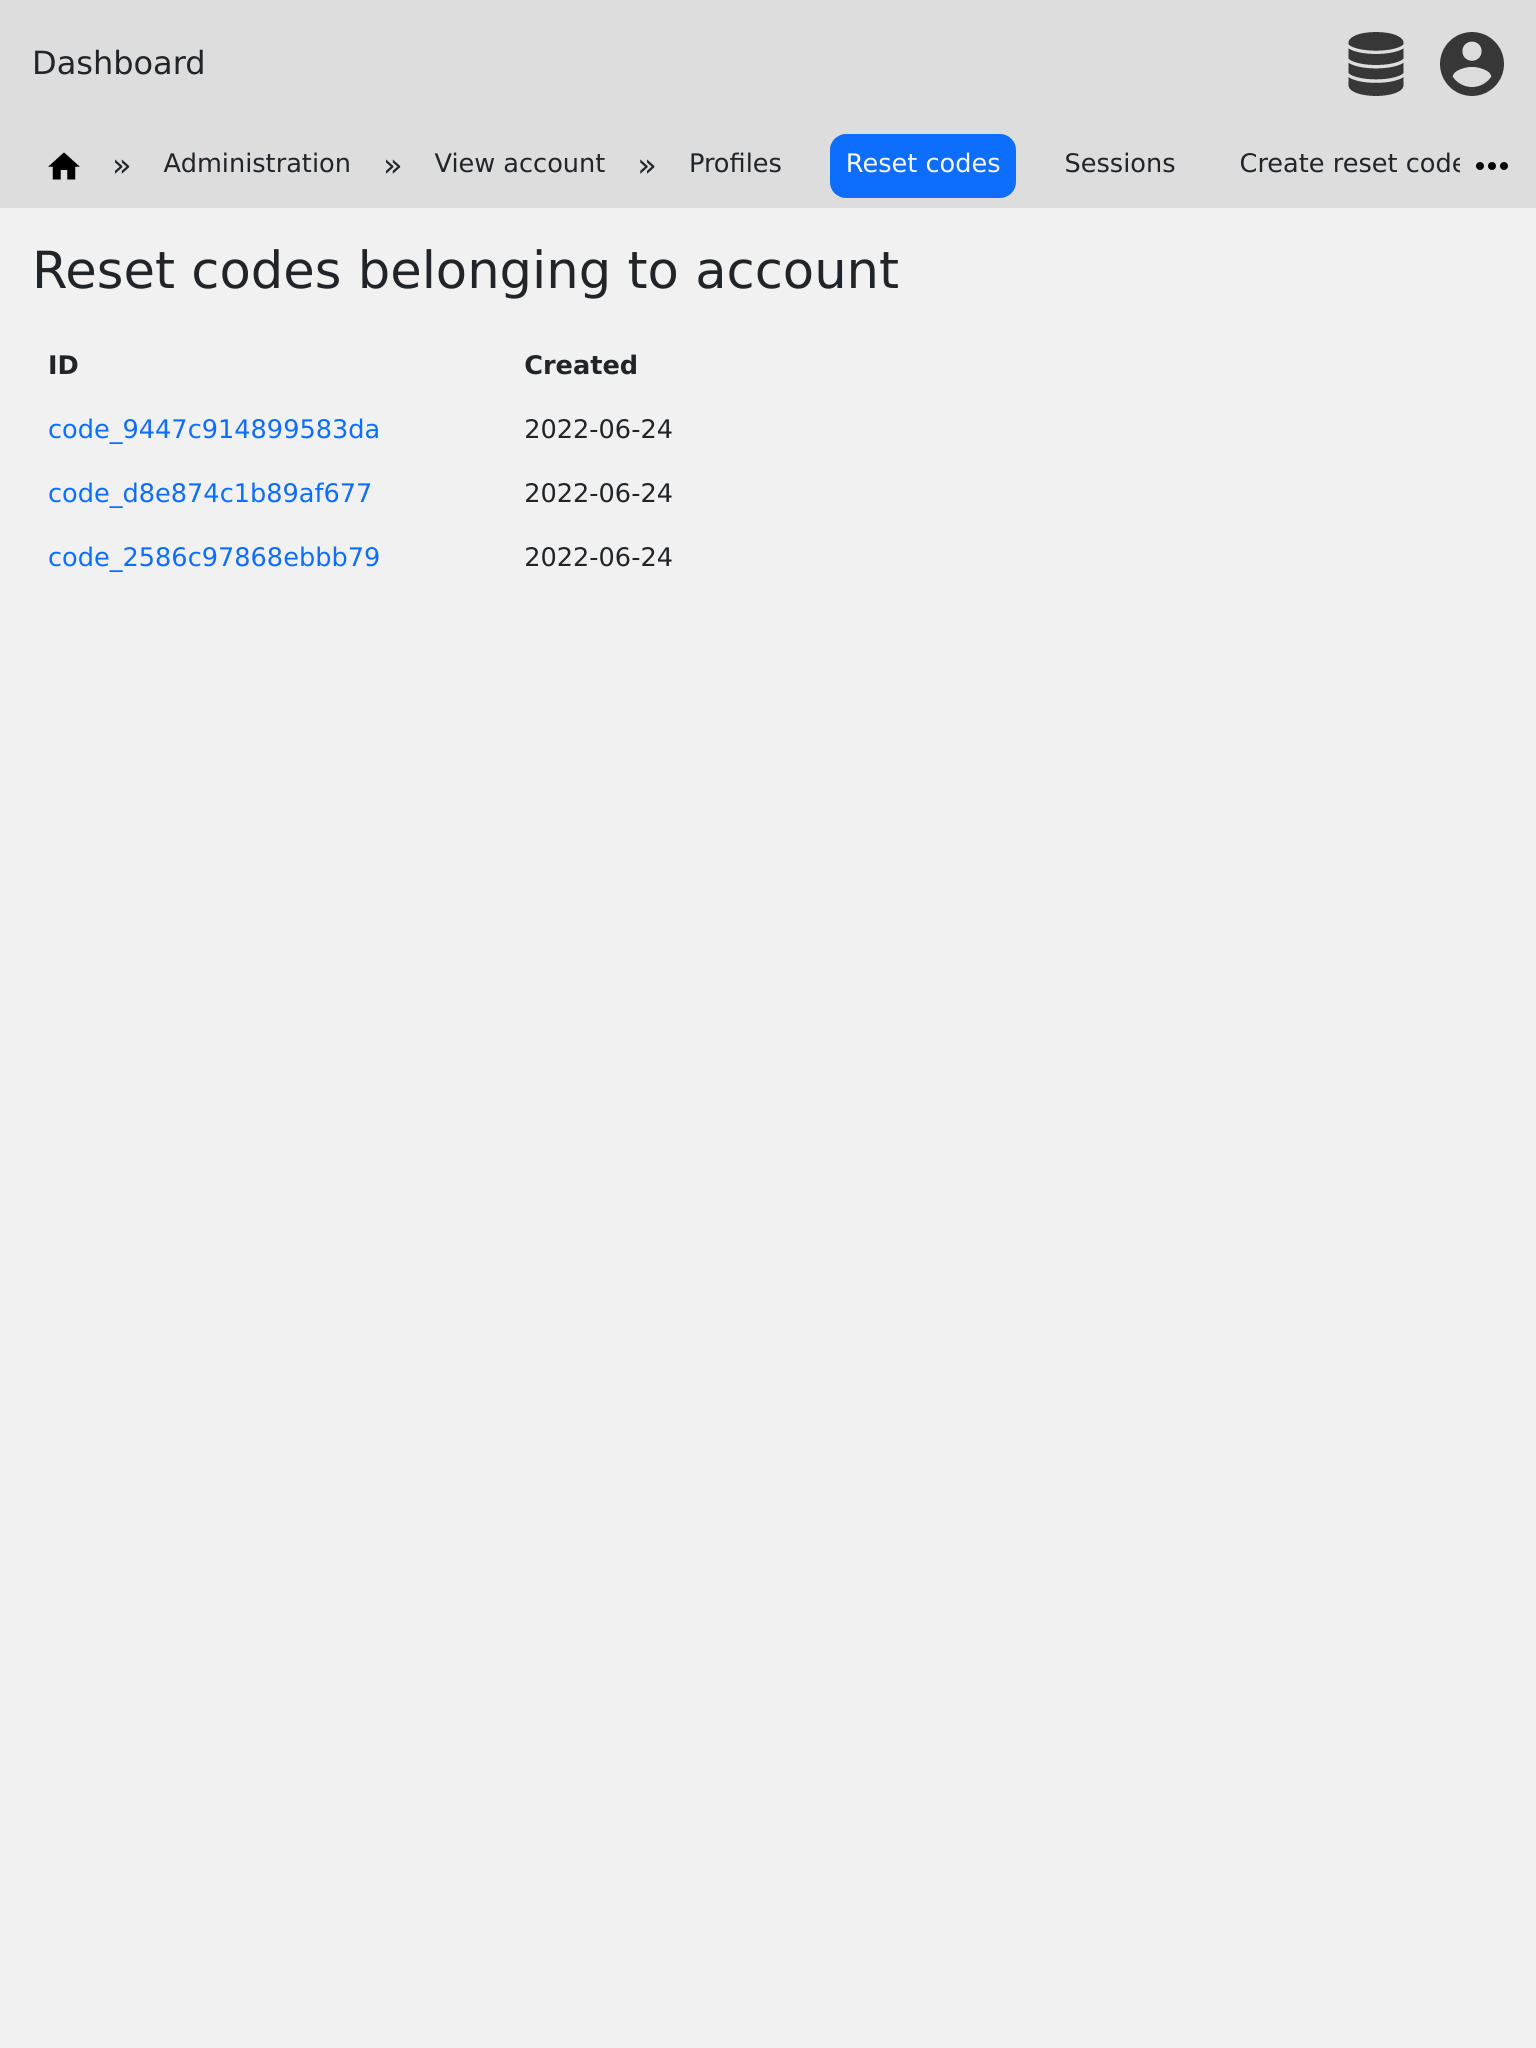 Dashboard
» Administration » View account » Profiles Reset codes Sessions Create reset code
Reset codes belonging to account
ID Created
code_9447c914899583da 2022-06-24
code_d8e874c1b89af677 2022-06-24
code_2586c97868ebbb79 2022-06-24